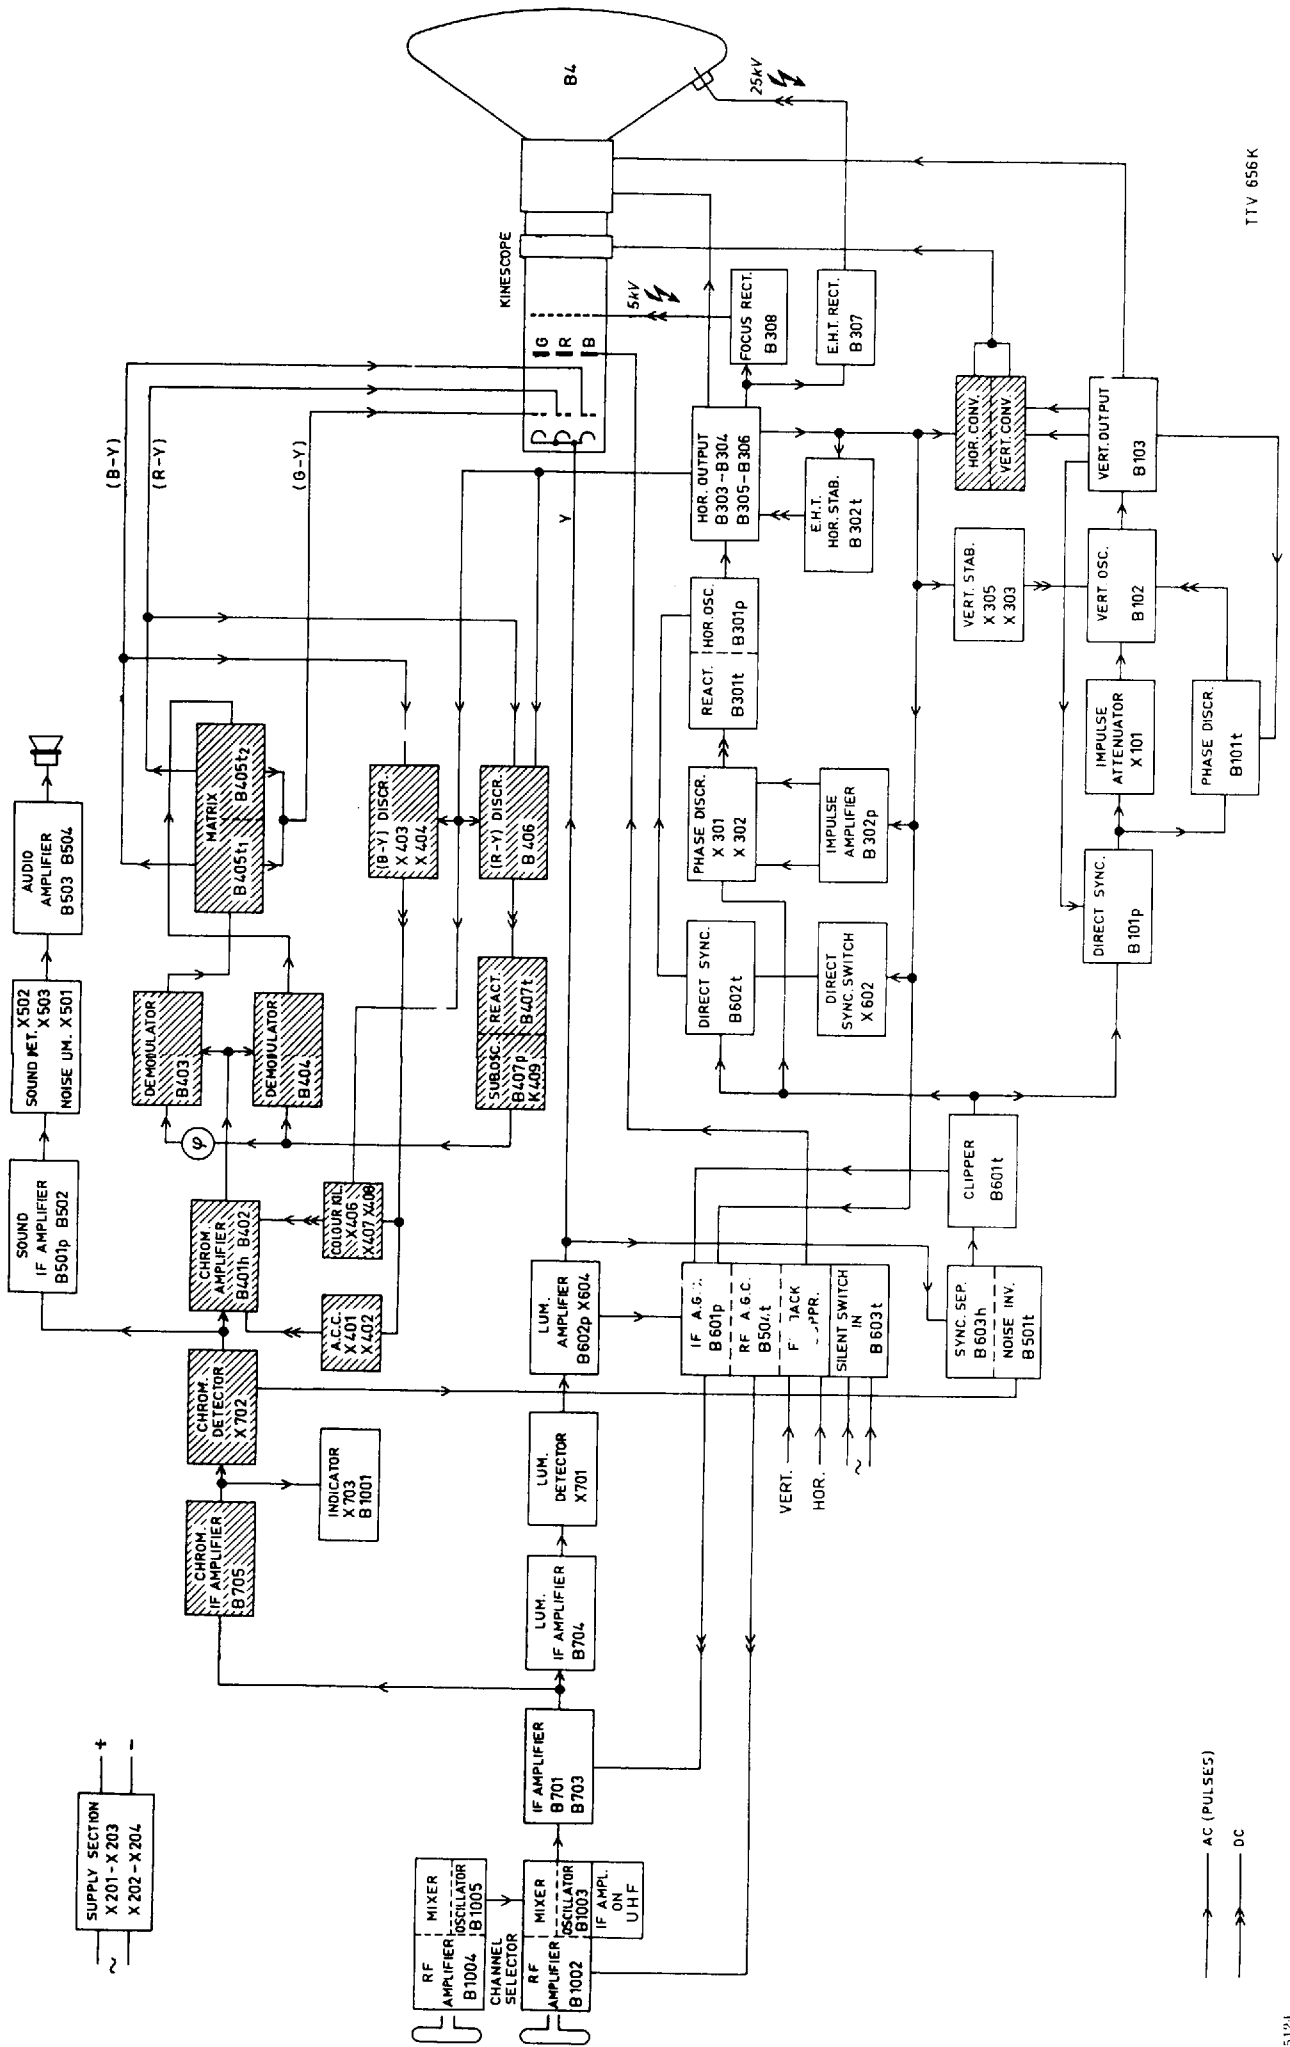 SUPPLY SECTION
X201-X203
X202-X204
~
+
-
SOUND
IF AMPLIFIER
B501p B502
X502
X503
X501
AUDIO
AMPLIFIER
B503 B504
CHROM.
IF AMPLIFIER
B705
CHROM.
DETECTOR
X702
CHROM.
AMPLIFIER
B401h B402
DEMODULATOR
B403
DEMODULATOR
B404
φ
MATRIX
B405t1 B405t2
(B-Y)
(R-Y)
(G-Y)
INDICATOR
X703
B1001
A.C.C.
X401
X402
COLOUR KIL.
X406
X407 X408
(B-Y) DISCR.
X403
X404
SUB.OSC. REACT.
B407p B407t
K409
(R-Y) DISCR.
B406
RF
AMPLIFIER
B1004
MIXER
OSCILLATOR
B1005
CHANNEL
SELECTOR
RF
AMPLIFIER
B1002
MIXER
OSCILLATOR
B1003
IF AMPL.
ON
UHF
IF AMPLIFIER
B701
B703
LUM.
IF AMPLIFIER
B704
LUM.
DETECTOR
X701
LUM.
AMPLIFIER
B602p X604
Y
KINESCOPE
G
R
B
B4
5kV
25kV
IF
B601p
RF A.G.C.
B504t
SILENT SWITCH
IN
B603t
VERT.
HOR.
~
SYNC. SEP.
B603h
NOISE INV.
B501t
CLIPPER
B601t
DIRECT SYNC.
B602t
DIRECT
SYNC. SWITCH
X602
PHASE DISCR.
X301
X302
IMPULSE
AMPLIFIER
B302p
REACT. HOR. OSC.
B301t B301p
HOR. OUTPUT
B303-B304
B305-B306
E.H.T.
HOR. STAB.
B302t
FOCUS RECT.
B308
E.H.T. RECT.
B307
HOR. CONV.
VERT. CONV.
VERT. STAB.
X305
X303
DIRECT SYNC.
B101p
IMPULSE
ATTENUATOR
X101
VERT. OSC.
B102
VERT. OUTPUT
B103
PHASE DISCR.
B101t
AC (PULSES)
DC
TTV 656K